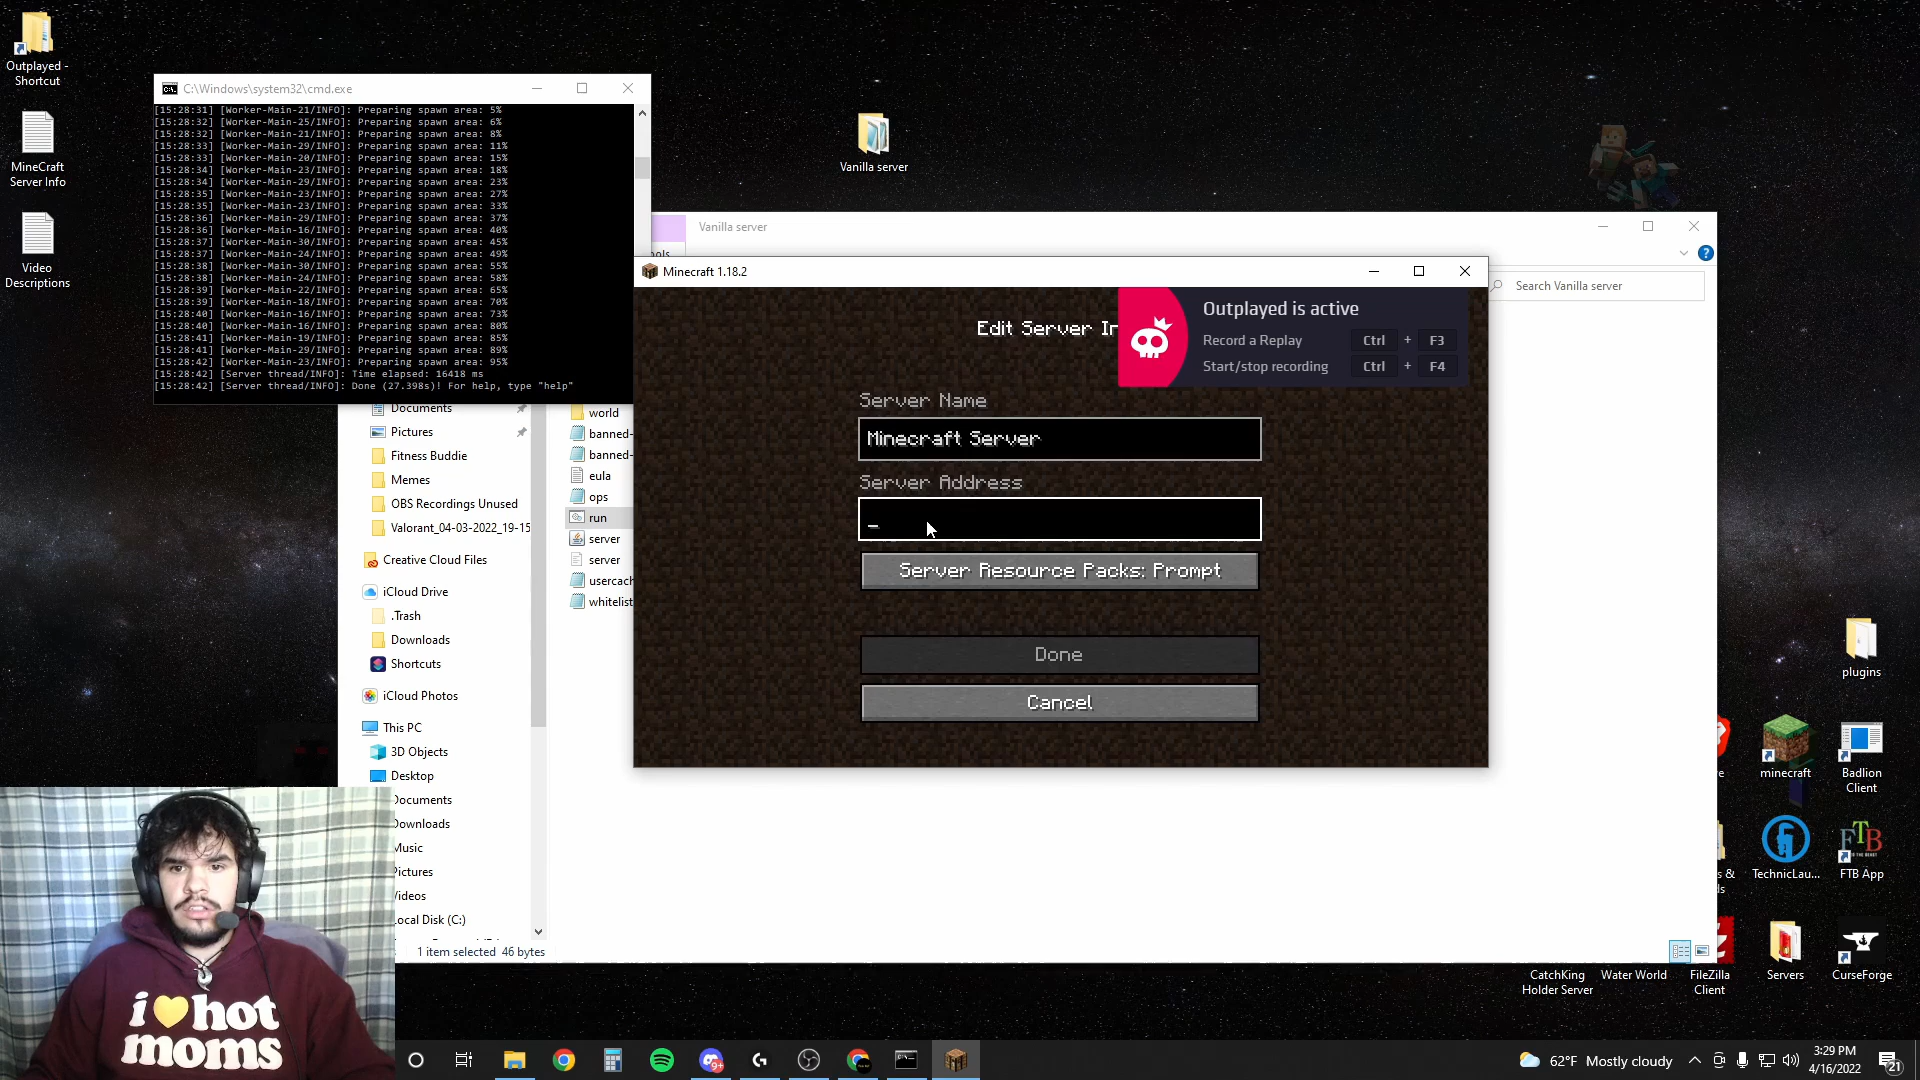 Outplayed -
Shortcut
MineCraft
Server Info
Video
Descriptions
C:\Windows\system32\cmd.exe
[15:28:31] [Worker-Main-21/INFO]: Preparing spawn area: 5%
[15:28:32] [Worker-Main-25/INFO]: Preparing spawn area: 6%
[15:28:32] [Worker-Main-21/INFO]: Preparing spawn area: 8%
[15:28:33] [Worker-Main-29/INFO]: Preparing spawn area: 11%
[15:28:33] [Worker-Main-20/INFO]: Preparing spawn area: 15%
[15:28:34] [Worker-Main-23/INFO]: Preparing spawn area: 18%
[15:28:34] [Worker-Main-29/INFO]: Preparing spawn area: 23%
[15:28:35] [Worker-Main-23/INFO]: Preparing spawn area: 27%
[15:28:35] [Worker-Main-23/INFO]: Preparing spawn area: 33%
[15:28:36] [Worker-Main-29/INFO]: Preparing spawn area: 37%
[15:28:36] [Worker-Main-16/INFO]: Preparing spawn area: 40%
[15:28:37] [Worker-Main-30/INFO]: Preparing spawn area: 45%
[15:28:37] [Worker-Main-24/INFO]: Preparing spawn area: 49%
[15:28:38] [Worker-Main-30/INFO]: Preparing spawn area: 55%
[15:28:38] [Worker-Main-24/INFO]: Preparing spawn area: 58%
[15:28:39] [Worker-Main-22/INFO]: Preparing spawn area: 65%
[15:28:39] [Worker-Main-18/INFO]: Preparing spawn area: 70%
[15:28:40] [Worker-Main-16/INFO]: Preparing spawn area: 73%
[15:28:40] [Worker-Main-16/INFO]: Preparing spawn area: 80%
[15:28:41] [Worker-Main-19/INFO]: Preparing spawn area: 85%
[15:28:41] [Worker-Main-29/INFO]: Preparing spawn area: 89%
[15:28:42] [Worker-Main-23/INFO]: Preparing spawn area: 95%
[15:28:42] [Server thread/INFO]: Time elapsed: 16418 ms
[15:28:42] [Server thread/INFO]: Done (27.398s)! For help, type "help"
Vanilla server
Vanilla server
ools
Search Vanilla server
Minecraft 1.18.2
Edit Server In
Outplayed is active
Record a Replay Ctrl + F3
Start/stop recording Ctrl + F4
Server Name
Minecraft Server
Server Address
_
Server Resource Packs: Prompt
Done
Cancel
Documents
Pictures
Fitness Buddie
Memes
OBS Recordings Unused
Valorant_04-03-2022_19-15
Creative Cloud Files
iCloud Drive
.Trash
Downloads
Shortcuts
iCloud Photos
This PC
3D Objects
Desktop
Documents
Downloads
Music
Pictures
Videos
Local Disk (C:)
1 item selected 46 bytes
world
banned-
banned-
eula
ops
run
server
server
usercach
whitelist
plugins
minecraft
Badlion
Client
TechnicLau...
FTB
FTB App
CatchKing
Holder Server
Water World
FileZilla
Client
Servers
CurseForge
i hot
moms
62°F Mostly cloudy
3:29 PM
4/16/2022
21